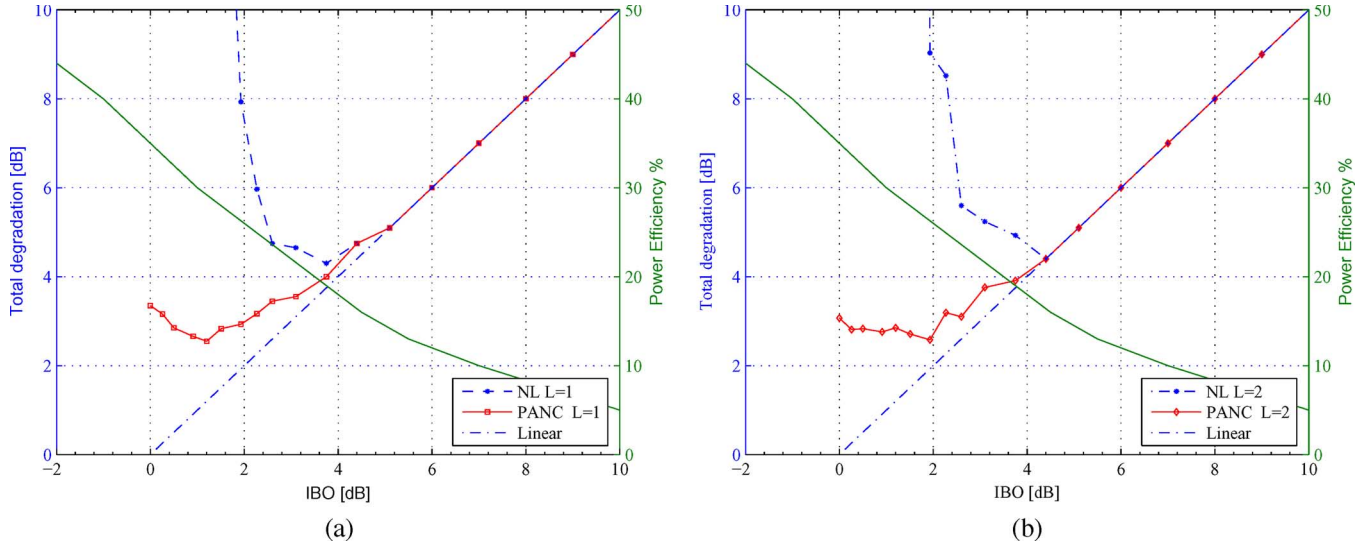 10
8
6
4
2
0
Total degradation [dB]
50
40
30
20
10
0
Power Efficiency %
NL L=1
PANC L=1
Linear
−2 0 2 4 6 8 10
IBO [dB]
(a)
10
8
6
4
2
0
Total degradation [dB]
50
40
30
20
10
0
Power Efficiency %
NL L=2
PANC L=2
Linear
−2 0 2 4 6 8 10
IBO [dB]
(b)